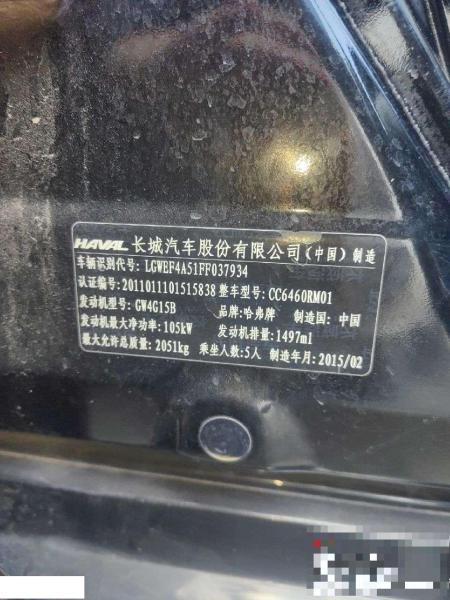 HAVAL 长城汽车股份有限公司(中国)制造
车辆识别代号: LGWEF4A51FF037934
认证编号: 2011011101515838 整车型号: CC6460RM01
发动机型号: GW4G15B 品牌: 哈弗牌 制造国: 中国
发动机最大净功率: 105kW 发动机排量: 1497ml
最大允许总质量: 2051kg 乘坐人数: 5人 制造年月: 2015/02